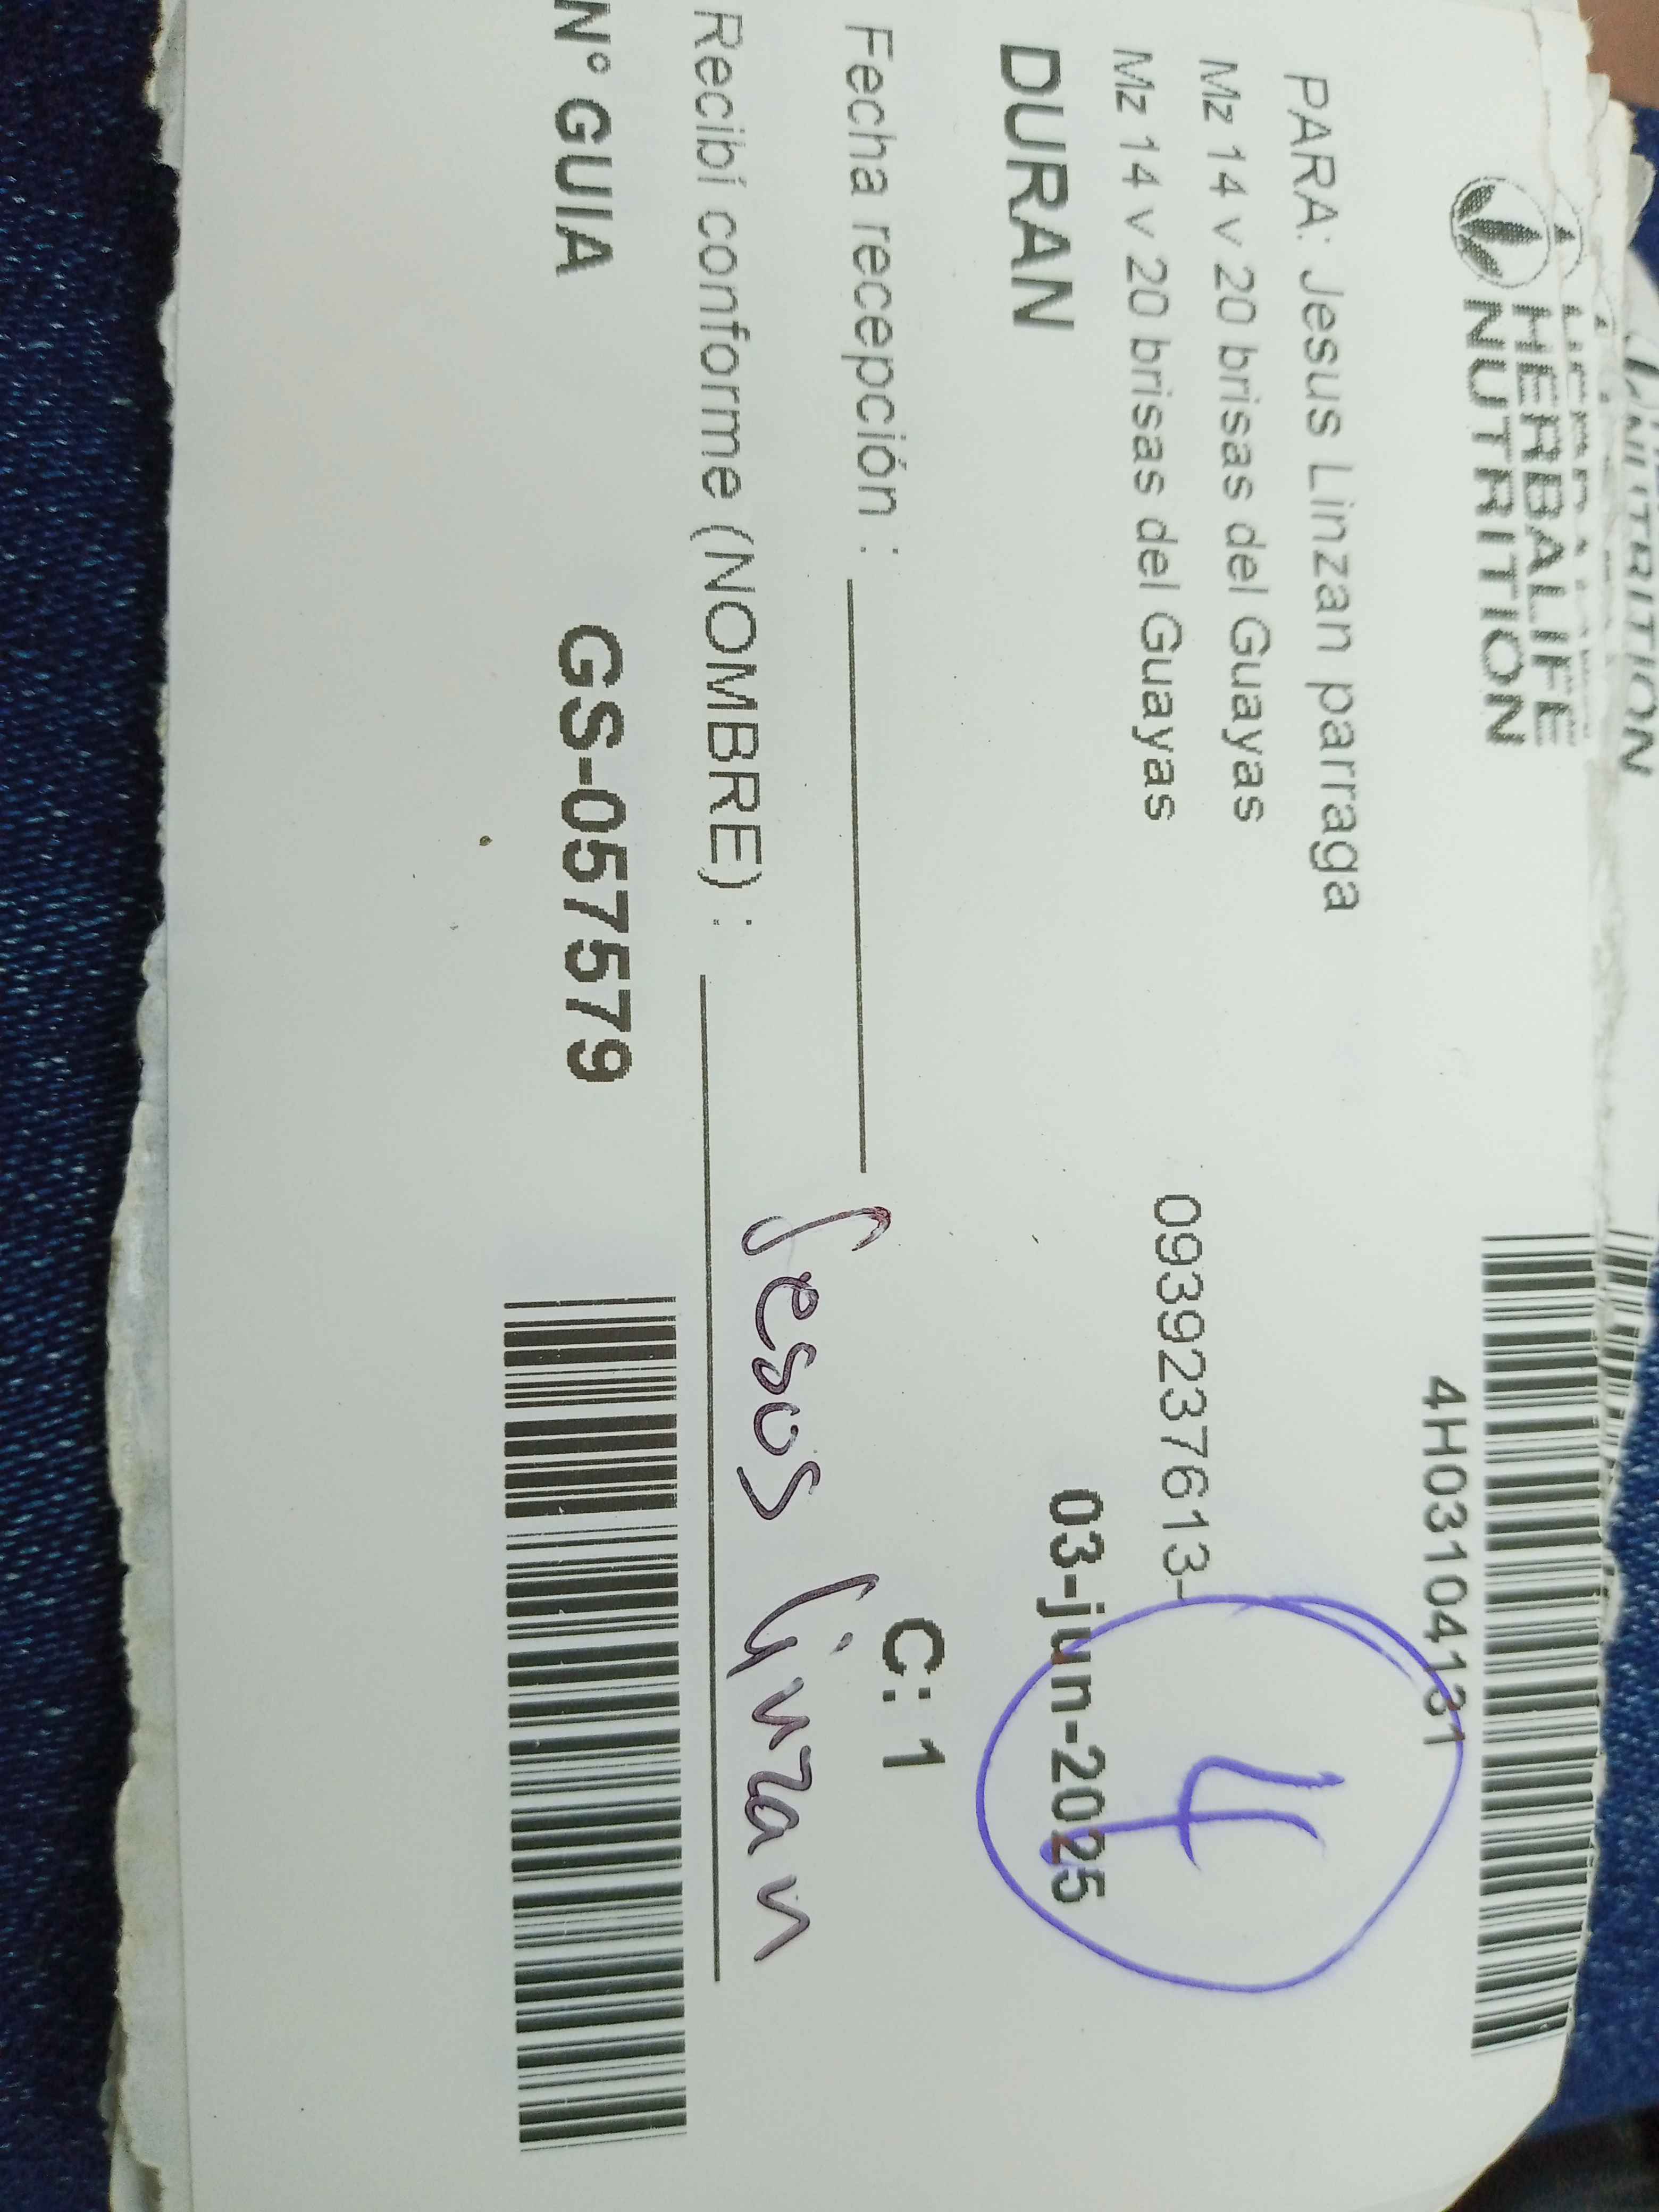 NUTRITION
HERBALIFE
NUTRITION
4H03104131
PARA: Jesus Linzan parraga
Mz 14 v 20 brisas del Guayas
Mz 14 v 20 brisas del Guayas
0939237613-
4
DURAN
03-jun-2025
Fecha recepción :
C: 1
Recibí conforme (NOMBRE) :
Jesus Linzan
N° GUIA
GS-057579